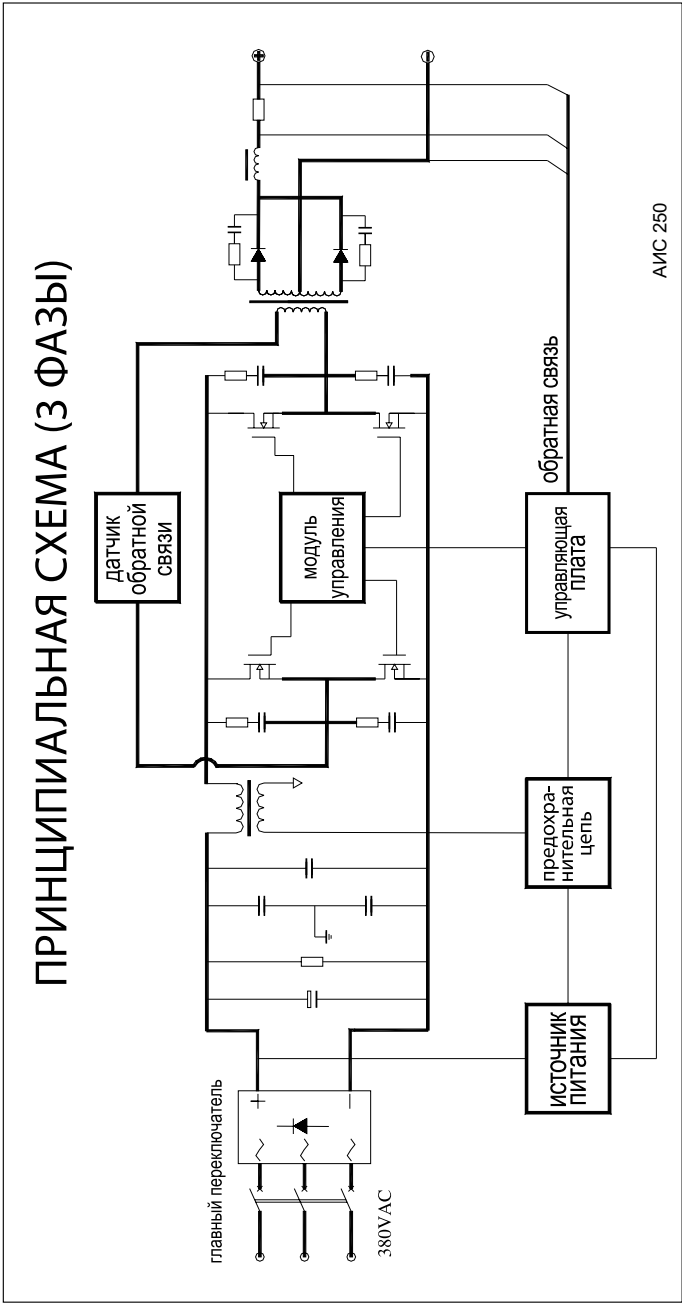 ПРИНЦИПИАЛЬНАЯ СХЕМА (3 ФАЗЫ)
главный переключатель
380VAC
датчик
обратной
связи
модуль
управления
источник
питания
предохра-
нительная
цепь
управляющая
плата
обратная связь
АИС 250